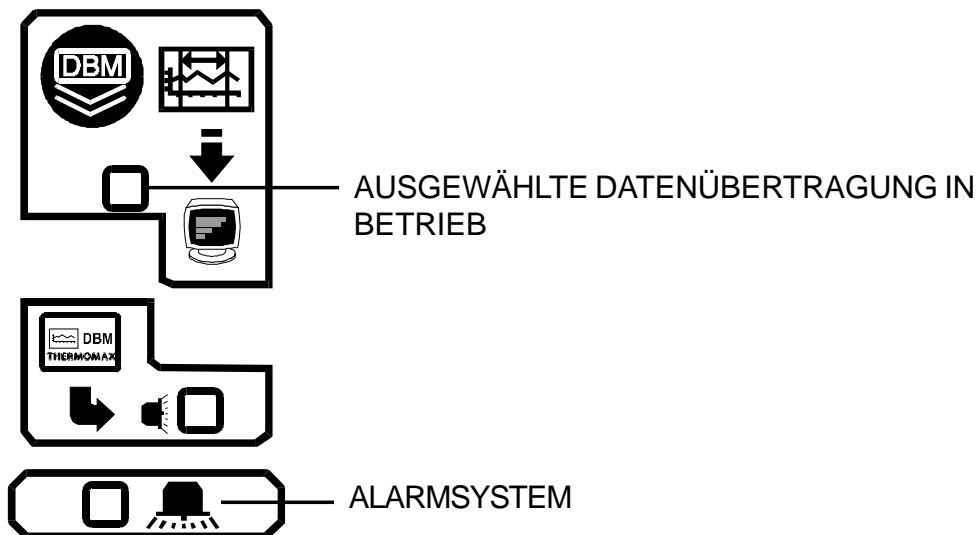 DBM
AUSGEWÄHLTE DATENÜBERTRAGUNG IN
BETRIEB
DBM
THERMOMAX
ALARMSYSTEM